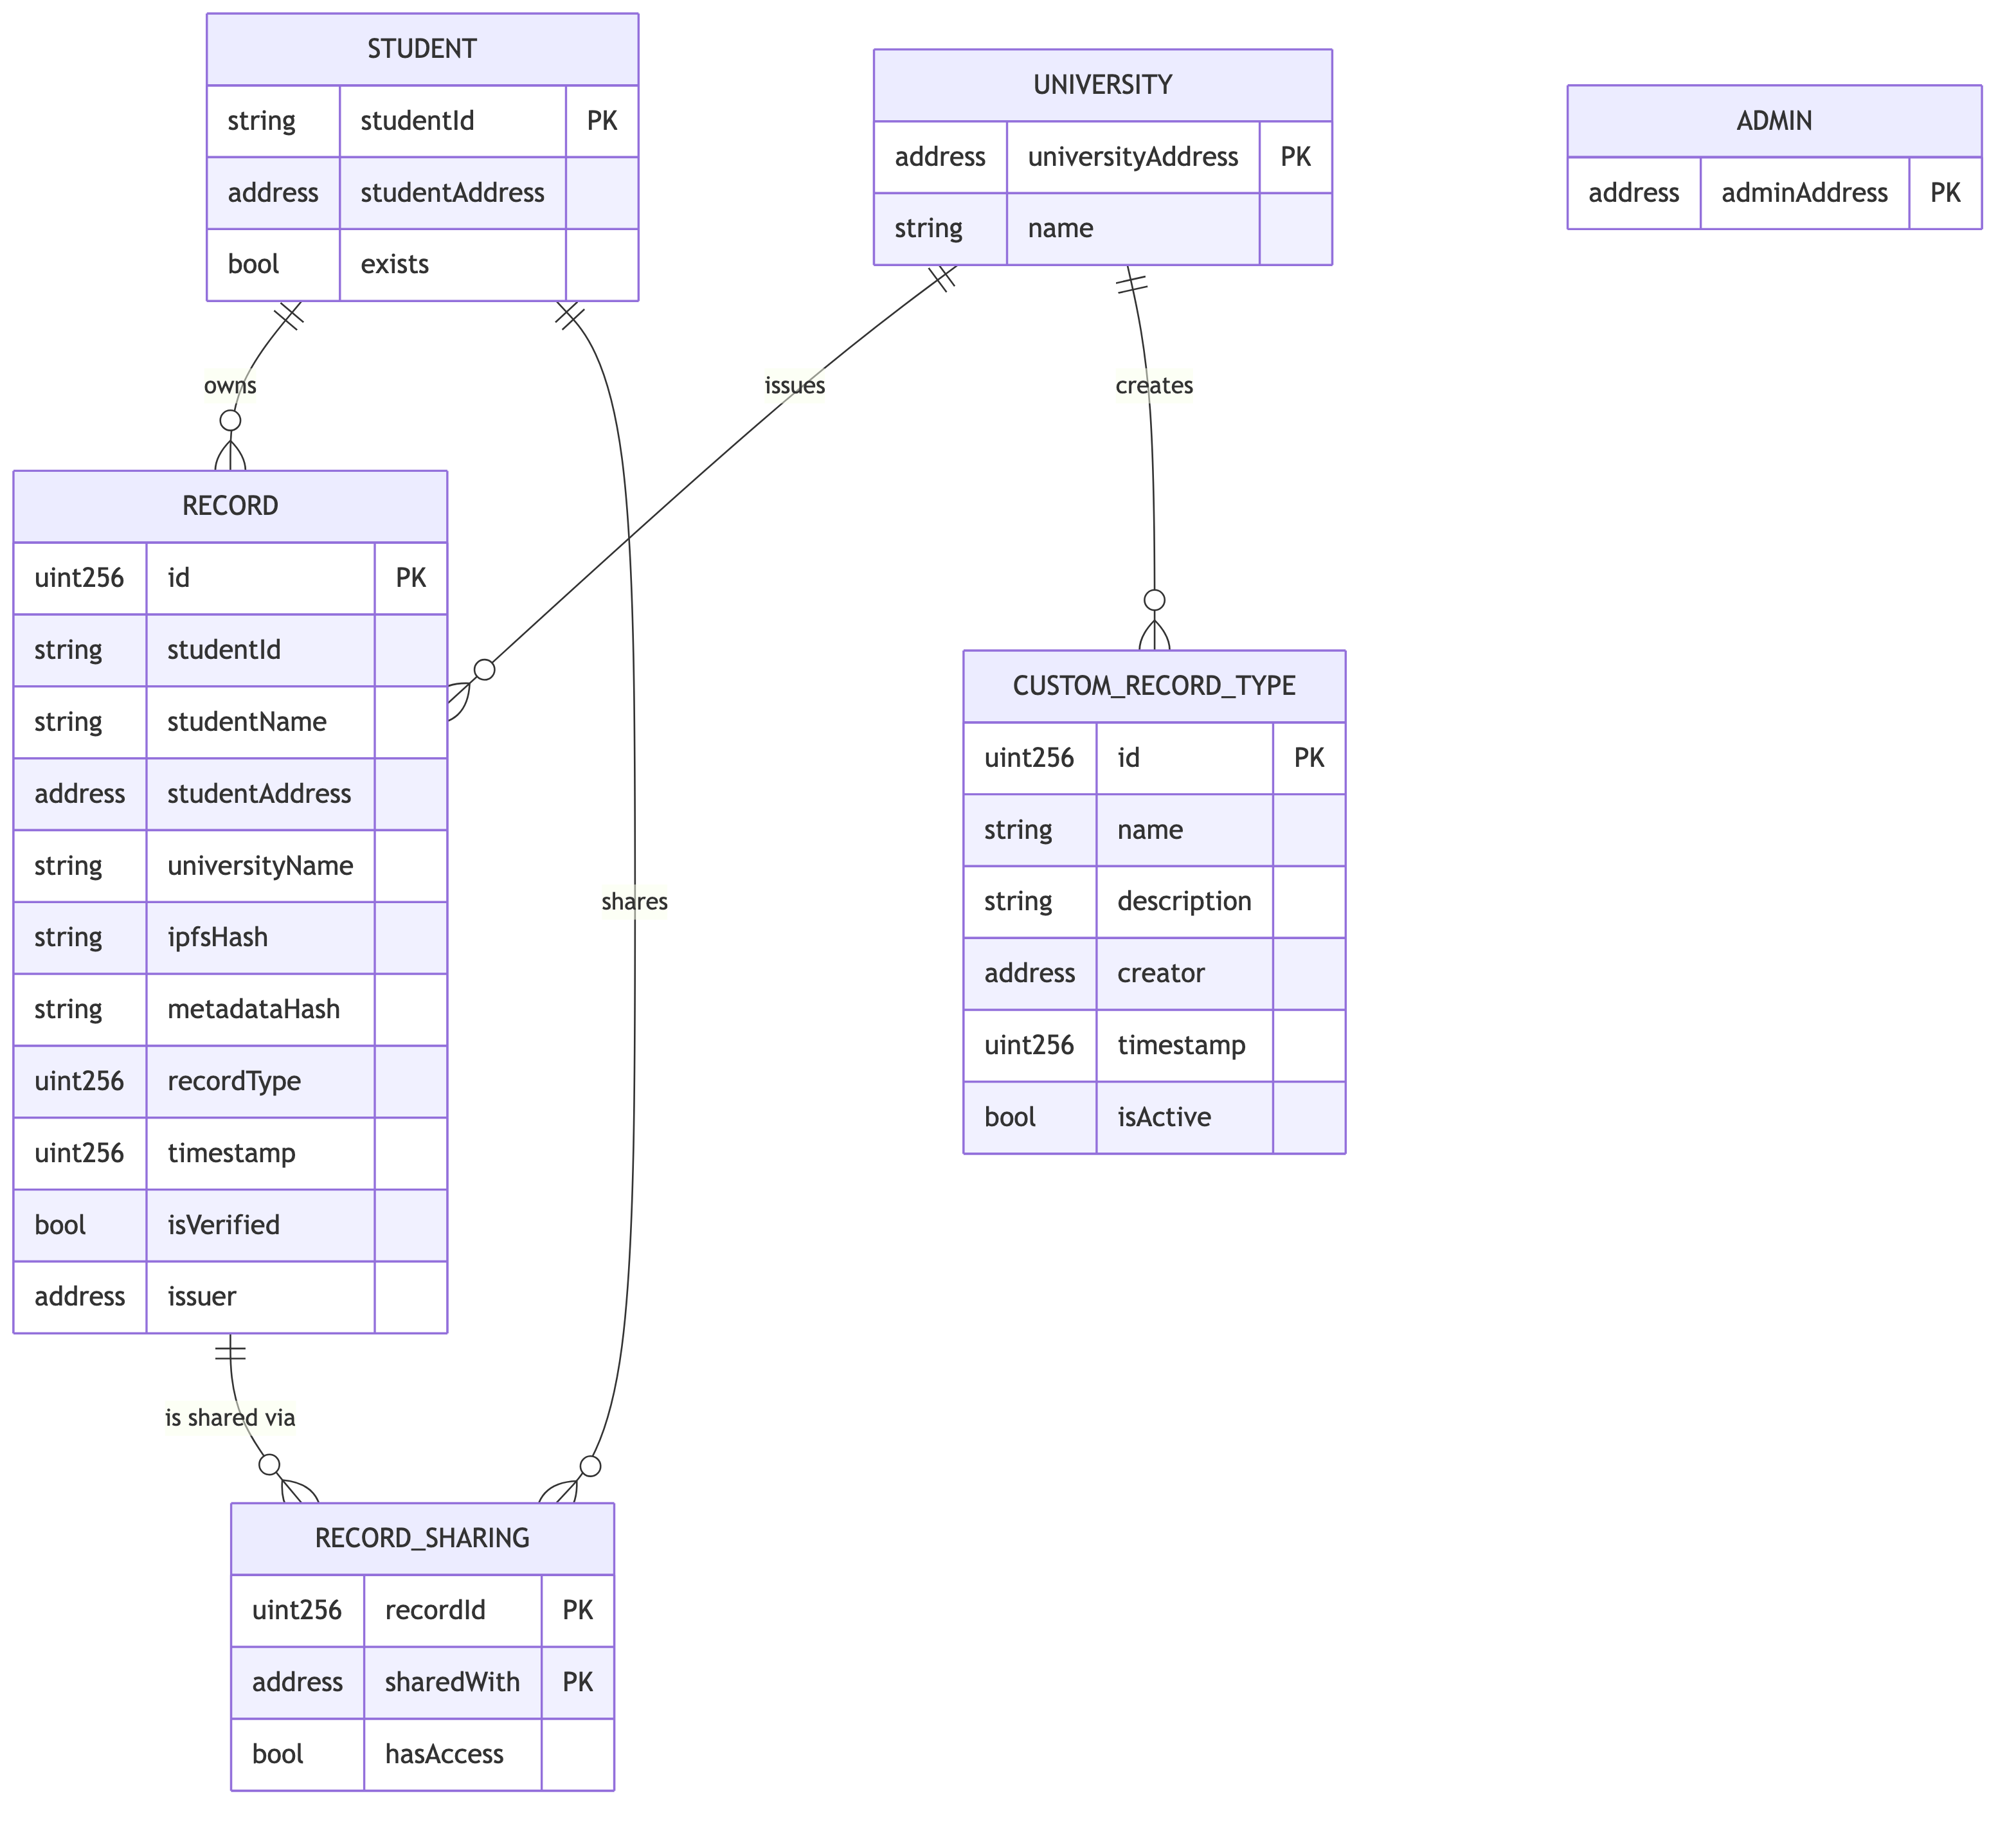 STUDENT
string studentId PK
address studentAddress
bool exists
UNIVERSITY
address universityAddress PK
string name
ADMIN
address adminAddress PK
owns
issues
creates
RECORD
uint256 id PK
string studentId
string studentName
address studentAddress
string universityName
string ipfsHash
string metadataHash
uint256 recordType
uint256 timestamp
bool isVerified
address issuer
CUSTOM_RECORD_TYPE
uint256 id PK
string name
string description
address creator
uint256 timestamp
bool isActive
shares
is shared via
RECORD_SHARING
uint256 recordId PK
address sharedWith PK
bool hasAccess